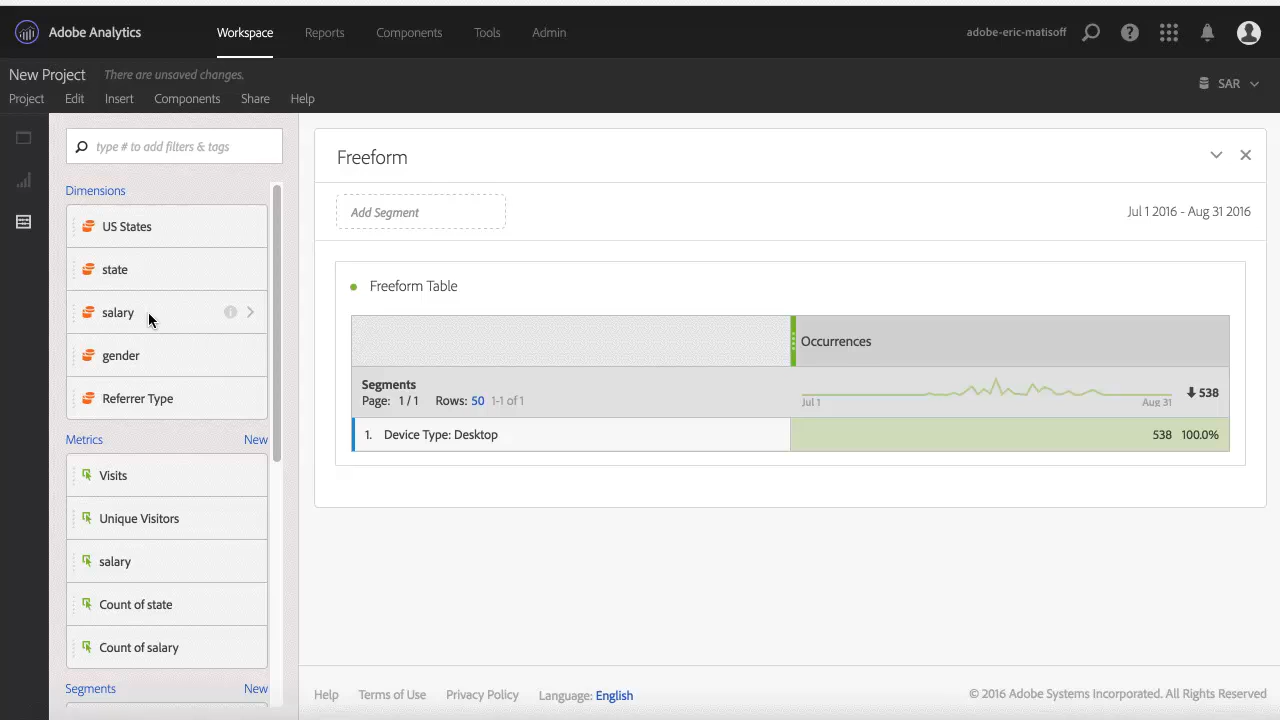 Adobe Analytics
Workspace
Reports
Components
Tools
Admin
adobe-eric-matisoff
New Project
There are unsaved changes.
Project
Edit
Insert
Components
Share
Help
SAR
type # to add filters & tags
Dimensions
US States
state
salary
gender
Referrer Type
Metrics
New
Visits
Unique Visitors
salary
Count of state
Count of salary
Segments
New
Freeform
Add Segment
Jul 1 2016 - Aug 31 2016
Freeform Table
Occurrences
Segments
Page: 1 / 1 Rows: 50 1-1 of 1
Jul 1
Aug 31
538
1. Device Type: Desktop
538 100.0%
Help
Terms of Use
Privacy Policy
Language: English
© 2016 Adobe Systems Incorporated. All Rights Reserved